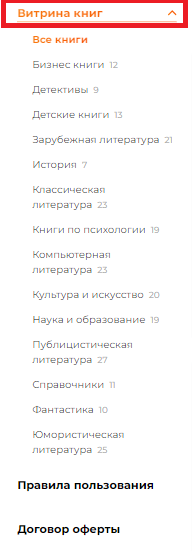 Витрина книг
Все книги
Бизнес книги 12
Детективы 9
Детские книги 13
Зарубежная литература 21
История 7
Классическая
литература 23
Книги по психологии 19
Компьютерная
литература 23
Культура и искусство 20
Наука и образование 19
Публицистическая
литература 27
Справочники 11
Фантастика 10
Юмористическая
литература 25
Правила пользования
Договор оферты